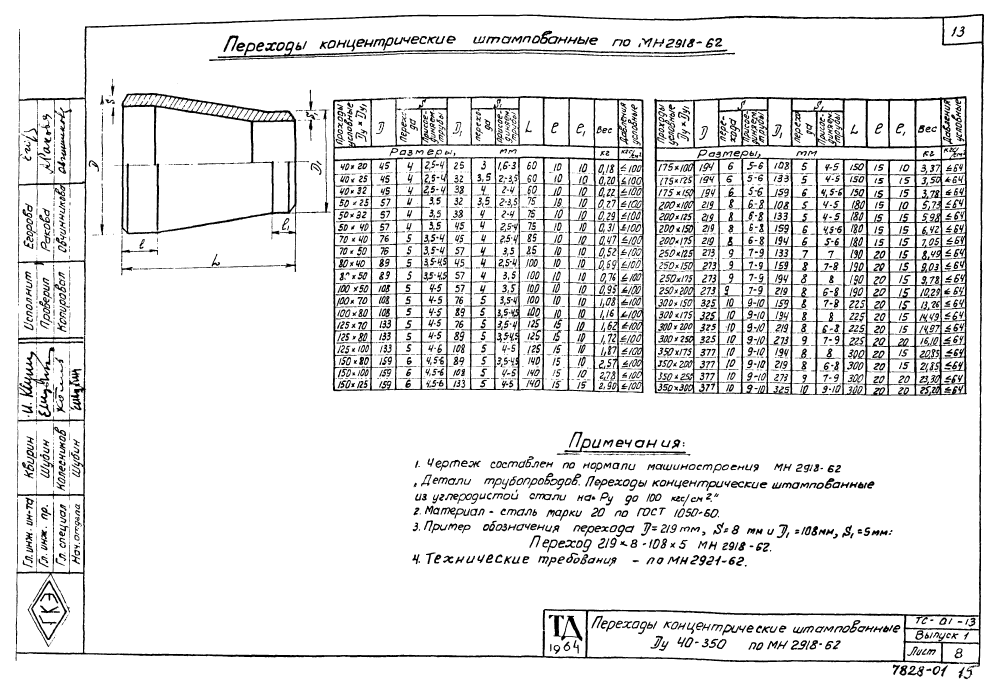 13
Переходы концентрические штампованные по МН 2918-62
S
S₁
D
D₁
l
l₁
L
Проходы условные Ду × Ду₁ | D | S перехода | S присоединяем. трубы | D₁ | S₁ перехода | S₁ присоединяем. трубы | L | l | l₁ | Вес | Давления условные
Размеры, мм | кг | кгс/см²
40×20 45 4 2,5-4 25 3 1,6-3 60 10 10 0,18 ≤100
40×25 45 4 2,5-4 32 3,5 2-3,5 60 10 10 0,20 ≤100
40×32 45 4 2,5-4 38 4 2-4 60 10 10 0,22 ≤100
50×25 57 4 3,5 32 3,5 2-3,5 75 10 10 0,27 ≤100
50×32 57 4 3,5 38 4 2-4 75 10 10 0,29 ≤100
50×40 57 4 3,5 45 4 2,5-4 75 10 10 0,31 ≤100
70×40 76 5 3,5-4 45 4 2,5-4 85 10 10 0,47 ≤100
70×50 76 5 3,5-4 57 4 3,5 85 10 10 0,52 ≤100
80×40 89 5 3,5-4,5 45 4 2,5-4 100 10 10 0,69 ≤100
80×50 89 5 3,5-4,5 57 4 3,5 100 10 10 0,76 ≤100
100×50 108 5 4-5 57 4 3,5 100 10 10 0,95 ≤100
100×70 108 5 4-5 76 5 3,5-4 100 10 10 1,08 ≤100
100×80 108 5 4-5 89 5 3,5-4,5 100 10 10 1,16 ≤100
125×70 133 5 4-5 76 5 3,5-4 125 15 10 1,62 ≤100
125×80 133 5 4-5 89 5 3,5-4,5 125 15 10 1,72 ≤100
125×100 133 5 4-6 108 5 4-5 125 15 10 1,87 ≤100
150×80 159 6 4,5-6 89 5 3,5-4,5 140 15 10 2,57 ≤100
150×100 159 6 4,5-6 108 5 4-5 140 15 10 2,78 ≤100
150×125 159 6 4,5-6 133 5 4-5 140 15 15 2,90 ≤100
Проходы условные Ду × Ду₁ | D | S перехода | S присоединяем. трубы | D₁ | S₁ перехода | S₁ присоединяем. трубы | L | l | l₁ | Вес | Давления условные
Размеры, мм | кг | кгс/см²
175×100 194 6 5-6 108 5 4-5 150 15 10 3,37 ≤64
175×125 194 6 5-6 133 5 4-5 150 15 15 3,50 ≤64
175×150 194 6 5-6 159 6 4,5-6 150 15 15 3,78 ≤64
200×100 219 8 6-8 108 5 4-5 180 15 10 5,73 ≤64
200×125 219 8 6-8 133 5 4-5 180 15 15 5,98 ≤64
200×150 219 8 6-8 159 6 4,5-6 180 15 15 6,42 ≤64
200×175 219 8 6-8 194 6 5-6 180 15 15 7,05 ≤64
250×125 273 9 7-9 133 7 7 190 20 15 8,49 ≤64
250×150 273 9 7-9 159 8 7-8 190 20 15 9,03 ≤64
250×175 273 9 7-9 194 8 8 190 20 15 9,78 ≤64
250×200 273 9 7-9 219 8 6-8 190 20 15 10,29 ≤64
300×150 325 10 9-10 159 8 7-8 225 20 15 13,26 ≤64
300×175 325 10 9-10 194 8 8 225 20 15 14,49 ≤64
300×200 325 10 9-10 219 8 6-8 225 20 15 14,97 ≤64
300×250 325 10 9-10 273 9 7-9 225 20 20 16,10 ≤64
350×175 377 10 9-10 194 8 8 300 20 15 20,85 ≤64
350×200 377 10 9-10 219 8 6-8 300 20 15 21,85 ≤64
350×250 377 10 9-10 273 9 7-9 300 20 20 23,30 ≤64
350×300 377 10 9-10 325 10 9-10 300 20 20 25,20 ≤64
Примечания:
1. Чертеж составлен по нормали машиностроения МН 2918-62
„Детали трубопроводов. Переходы концентрические штампованные
из углеродистой стали на Ру до 100 кгс/см²."
2. Материал - сталь марки 20 по ГОСТ 1050-60.
3. Пример обозначения перехода D=219мм, S=8 мм и D₁=108мм, S₁=5мм:
Переход 219×8-108×5 МН 2918-62.
4. Технические требования - по МН 2921-62.
Исполнит Егорова
Проверил Ракова
Копировал Овчинникова
Гл. инж. ин-та Квирин
Гл. инж. пр. Шубин
Гл. специал Колесников
Нач. отдела Шубин
ГКЭ
ТД
1964
Переходы концентрические штампованные
Ду 40-350 по МН 2918-62
ТС-01-13
Выпуск 1
Лист 8
7828-01 15